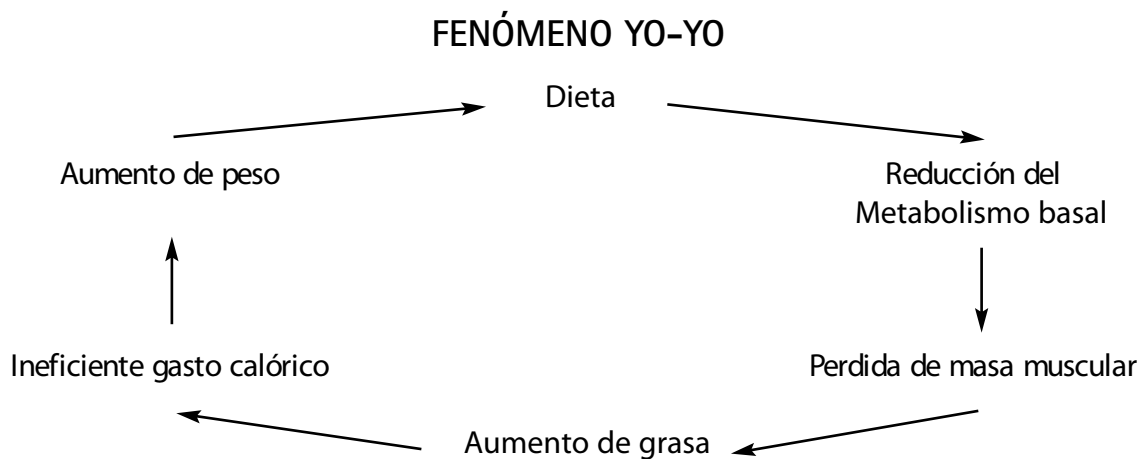 FENÓMENO YO-YO
Dieta
Aumento de peso
Reducción del
Metabolismo basal
Ineficiente gasto calórico
Perdida de masa muscular
Aumento de grasa